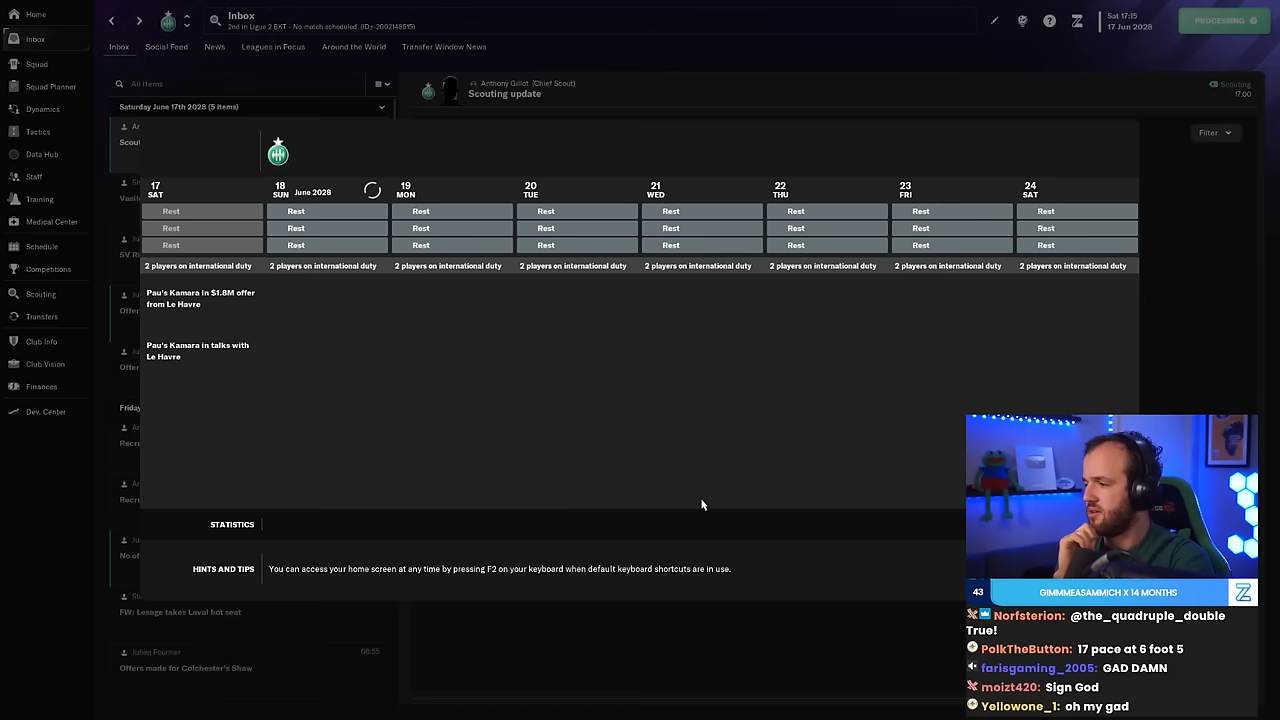 Home
Inbox
Squad
Squad Planner
Dynamics
Tactics
Data Hub
Staff
Training
Medical Center
Schedule
Competitions
Scouting
Transfers
Club Info
Club Vision
Finances
Dev. Center
Inbox
2nd in Ligue 2 BKT - No match scheduled. (ID:-2002148515)
Sat 17:15
17 Jun 2028
PROCESSING
Inbox
Social Feed
News
Leagues in Focus
Around the World
Transfer Window News
All Items
Saturday June 17th 2028 (5 items)
Anthony Gillot (Chief Scout)
Scouting update
Scouting
17:00
Filter
17
SAT
18
SUN
June 2028
19
MON
20
TUE
21
WED
22
THU
23
FRI
24
SAT
Rest Rest Rest Rest Rest Rest Rest Rest
Rest Rest Rest Rest Rest Rest Rest Rest
Rest Rest Rest Rest Rest Rest Rest Rest
2 players on international duty 2 players on international duty 2 players on international duty 2 players on international duty 2 players on international duty 2 players on international duty 2 players on international duty 2 players on international duty
Pau's Kamara in $1.8M offer
from Le Havre
Pau's Kamara in talks with
Le Havre
STATISTICS
HINTS AND TIPS
You can access your home screen at any time by pressing F2 on your keyboard when default keyboard shortcuts are in use.
Friday
FW: Lesage takes Laval hot seat
Julien Fournier
08:55
Offers made for Colchester's Shaw
43
GIMMMEASAMMICH X 14 MONTHS
Norfsterion: @the_quadruple_double
True!
PolkTheButton: 17 pace at 6 foot 5
farisgaming_2005: GAD DAMN
moizt420: Sign God
Yellowone_1: oh my gad